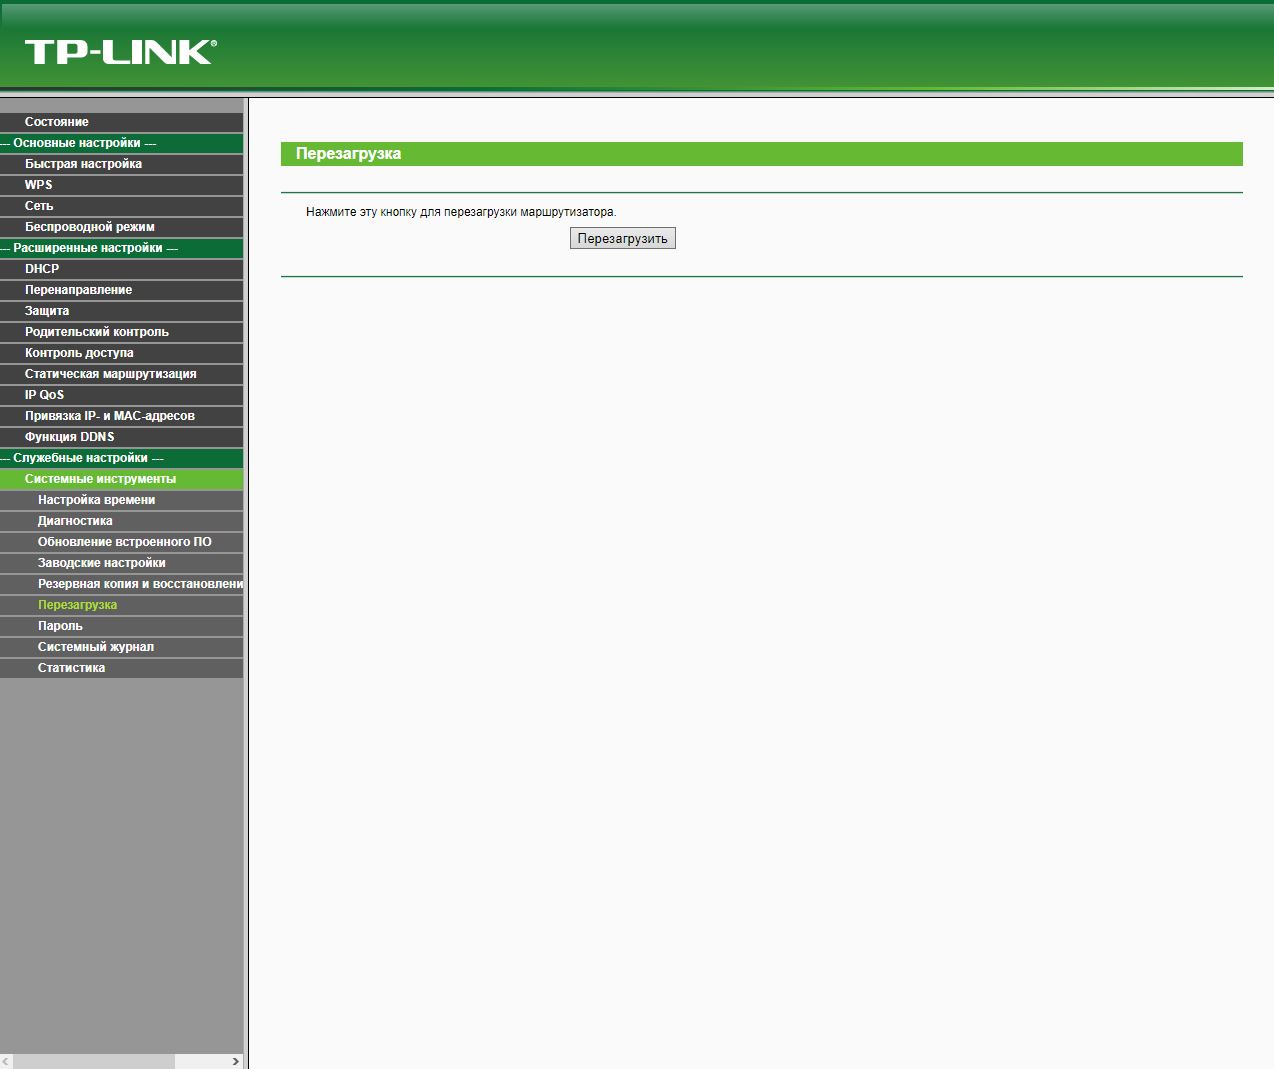 TP-LINK®
Состояние
--- Основные настройки ---
Быстрая настройка
WPS
Сеть
Беспроводной режим
--- Расширенные настройки ---
DHCP
Перенаправление
Защита
Родительский контроль
Контроль доступа
Статическая маршрутизация
IP QoS
Привязка IP- и MAC-адресов
Функция DDNS
--- Служебные настройки ---
Системные инструменты
Настройка времени
Диагностика
Обновление встроенного ПО
Заводские настройки
Резервная копия и восстановлени
Перезагрузка
Пароль
Системный журнал
Статистика
Перезагрузка
Нажмите эту кнопку для перезагрузки маршрутизатора.
Перезагрузить